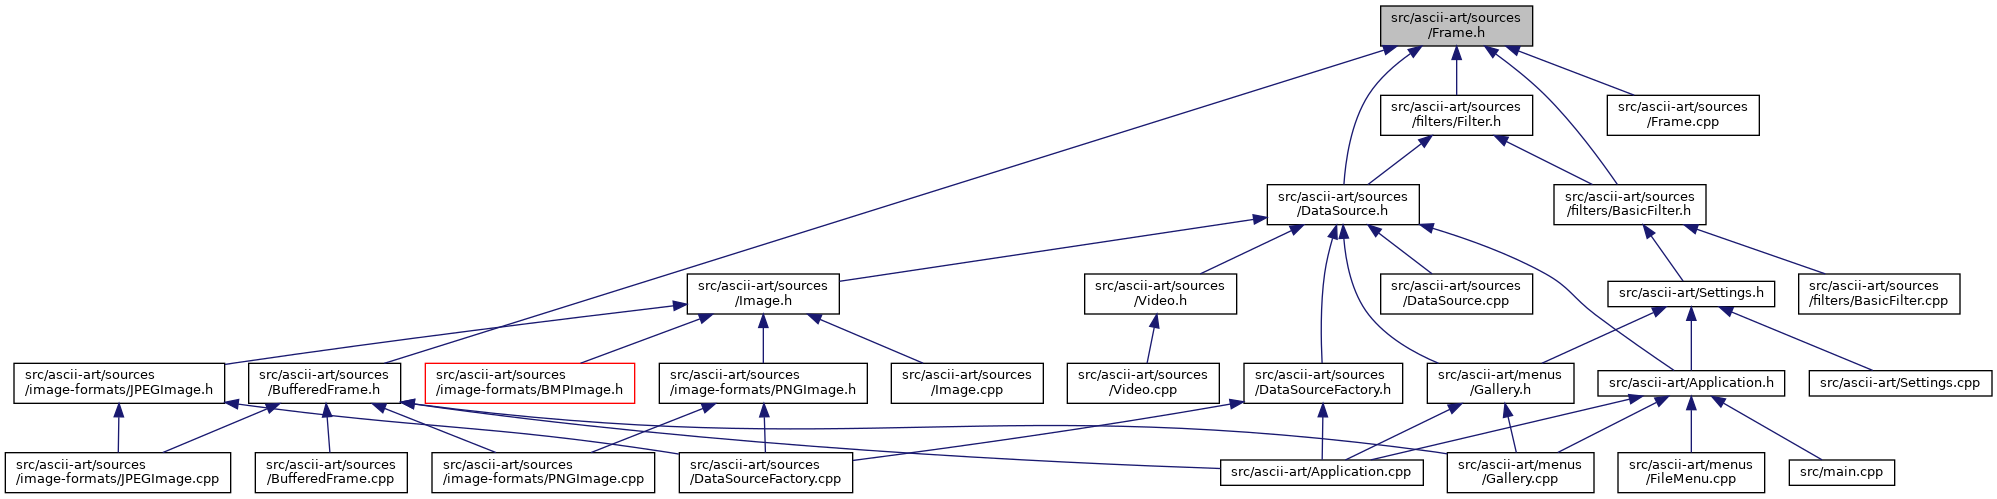 src/ascii-art/sources
/Frame.h
src/ascii-art/sources
/filters/Filter.h
src/ascii-art/sources
/Frame.cpp
src/ascii-art/sources
/DataSource.h
src/ascii-art/sources
/filters/BasicFilter.h
src/ascii-art/sources
/Image.h
src/ascii-art/sources
/Video.h
src/ascii-art/sources
/DataSource.cpp
src/ascii-art/Settings.h
src/ascii-art/sources
/filters/BasicFilter.cpp
src/ascii-art/sources
/image-formats/JPEGImage.h
src/ascii-art/sources
/BufferedFrame.h
src/ascii-art/sources
/image-formats/BMPImage.h
src/ascii-art/sources
/image-formats/PNGImage.h
src/ascii-art/sources
/Image.cpp
src/ascii-art/sources
/Video.cpp
src/ascii-art/sources
/DataSourceFactory.h
src/ascii-art/menus
/Gallery.h
src/ascii-art/Application.h
src/ascii-art/Settings.cpp
src/ascii-art/sources
/image-formats/JPEGImage.cpp
src/ascii-art/sources
/BufferedFrame.cpp
src/ascii-art/sources
/image-formats/PNGImage.cpp
src/ascii-art/sources
/DataSourceFactory.cpp
src/ascii-art/Application.cpp
src/ascii-art/menus
/Gallery.cpp
src/ascii-art/menus
/FileMenu.cpp
src/main.cpp